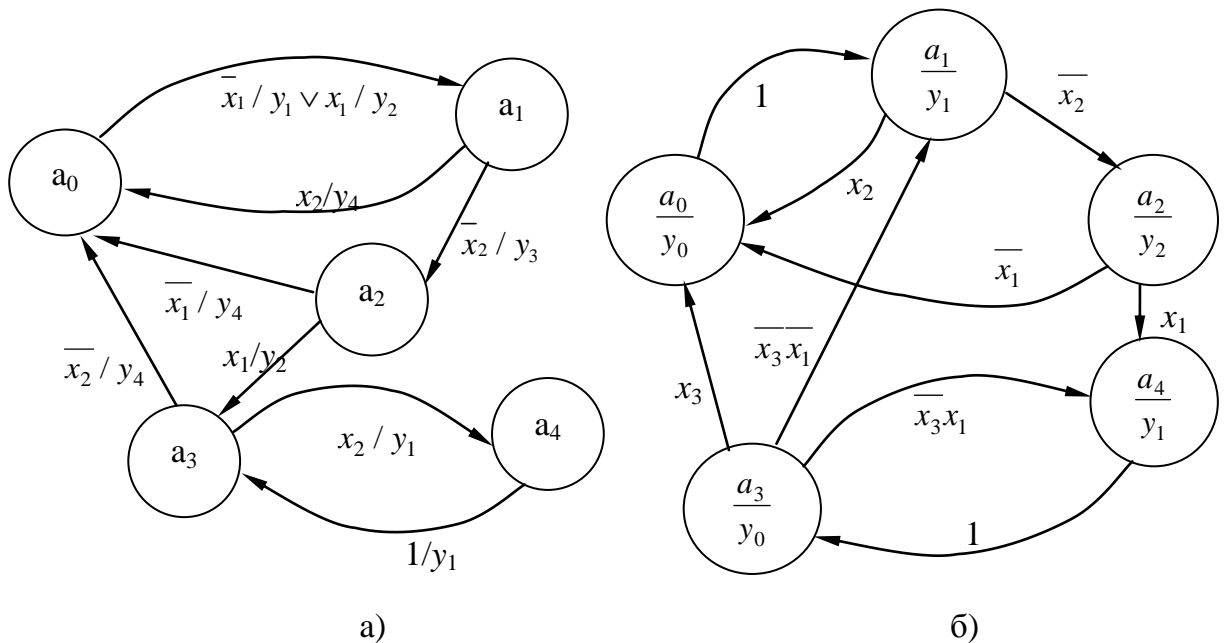 x̅₁ / y₁ ∨ x₁ / y₂
a₀
a₁
x₂/y₄
x̅₂ / y₃
a₂
x̅₁ / y₄
x₁/y₂
x̅₂ / y₄
a₃
x₂ / y₁
a₄
1/y₁
а)
1
a₁
y₁
x̅₂
x₂
a₀
y₀
a₂
y₂
x̅₁
x₁
x̅₃x̅₁
x₃
x̅₃x₁
a₄
y₁
a₃
y₀
1
б)